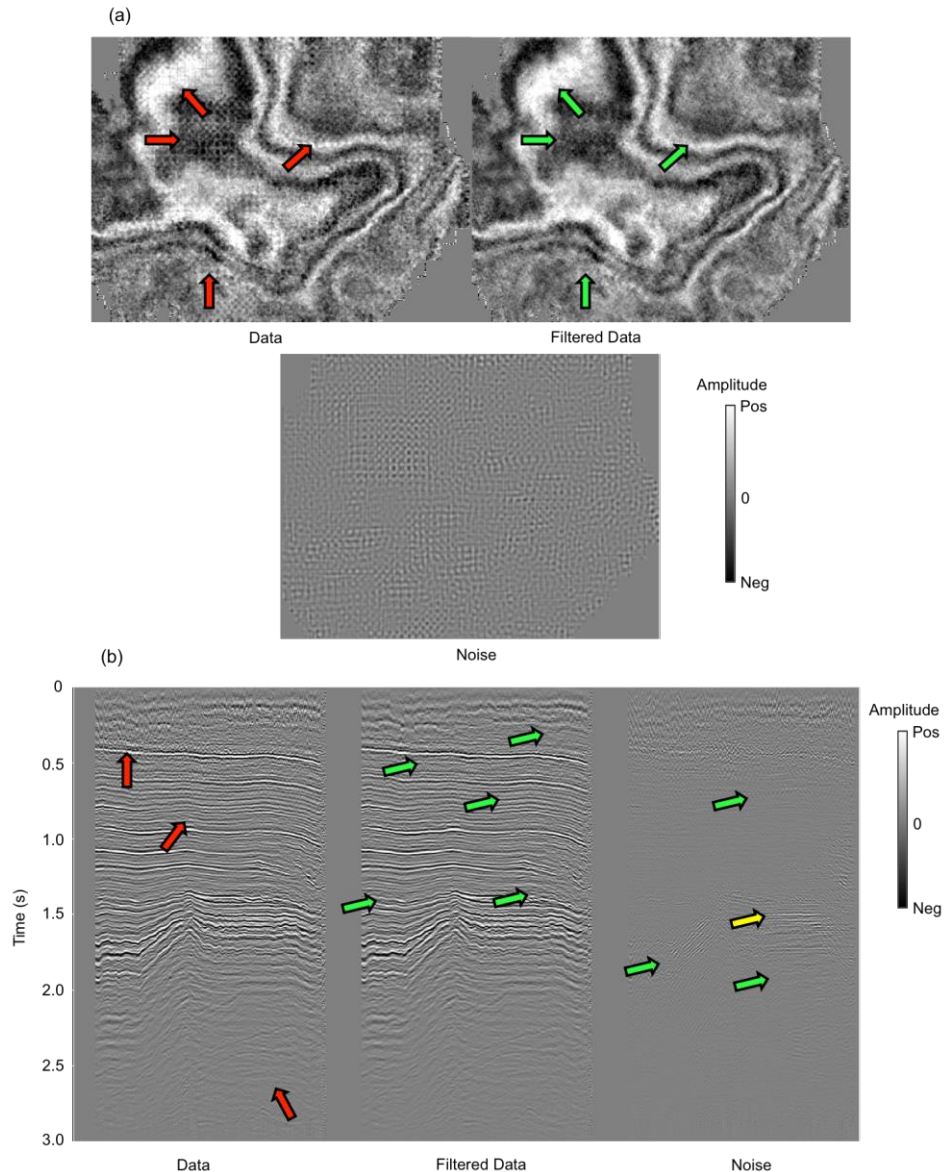 (a)
Data
Filtered Data
Amplitude
Pos
0
Neg
Noise
(b)
0
0.5
1.0
1.5
2.0
2.5
3.0
Time (s)
Amplitude
Pos
0
Neg
Data
Filtered Data
Noise